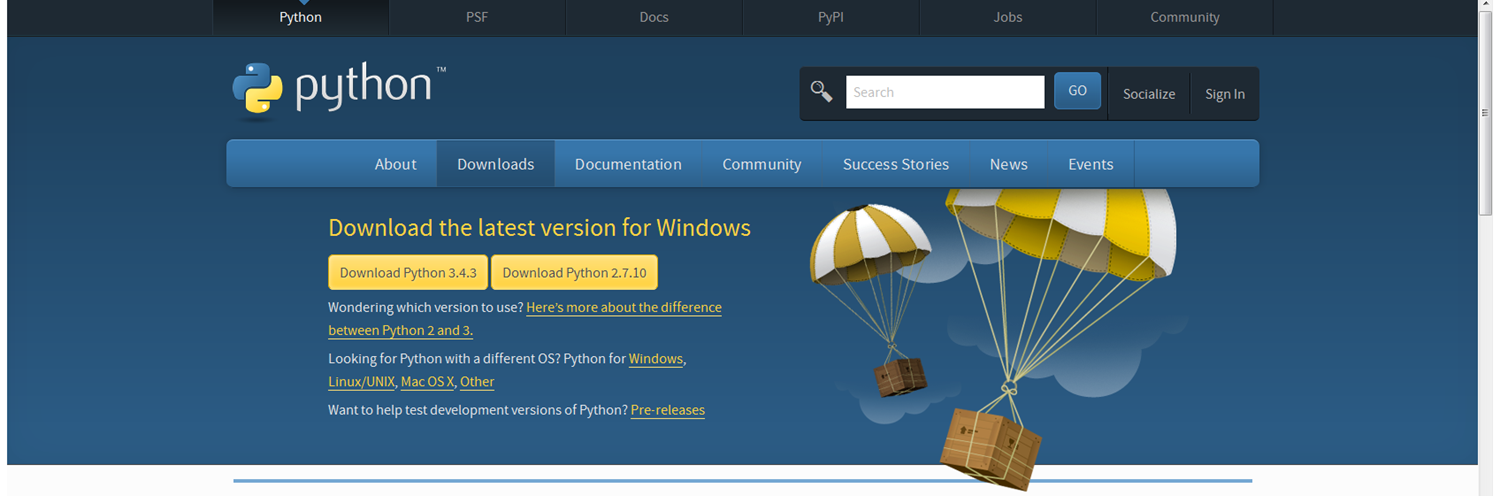 Python PSF Docs PyPI Jobs Community
python™
Search GO Socialize Sign In
About Downloads Documentation Community Success Stories News Events
Download the latest version for Windows
Download Python 3.4.3 Download Python 2.7.10
Wondering which version to use? Here's more about the difference
between Python 2 and 3.
Looking for Python with a different OS? Python for Windows,
Linux/UNIX, Mac OS X, Other
Want to help test development versions of Python? Pre-releases